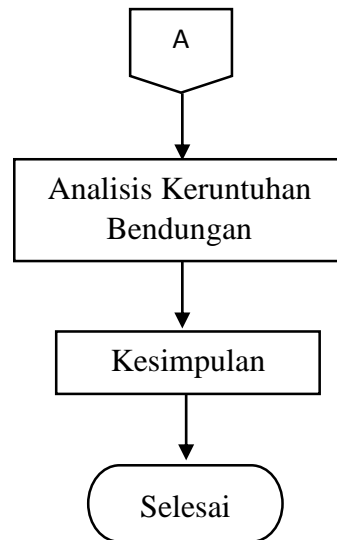 A
Analisis Keruntuhan
Bendungan
Kesimpulan
Selesai